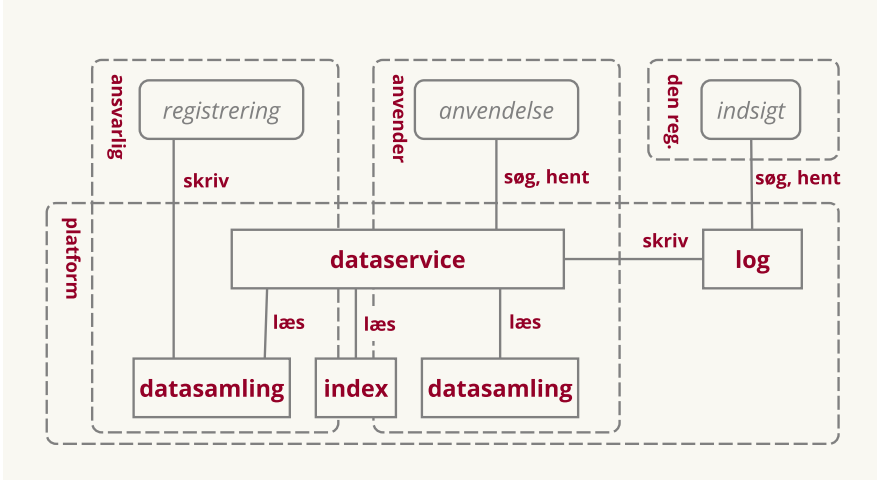 ansvarlig
registrering
anvender
anvendelse
den reg.
indsigt
skriv
søg, hent
søg, hent
platform
dataservice
skriv
log
læs
læs
læs
datasamling
index
datasamling